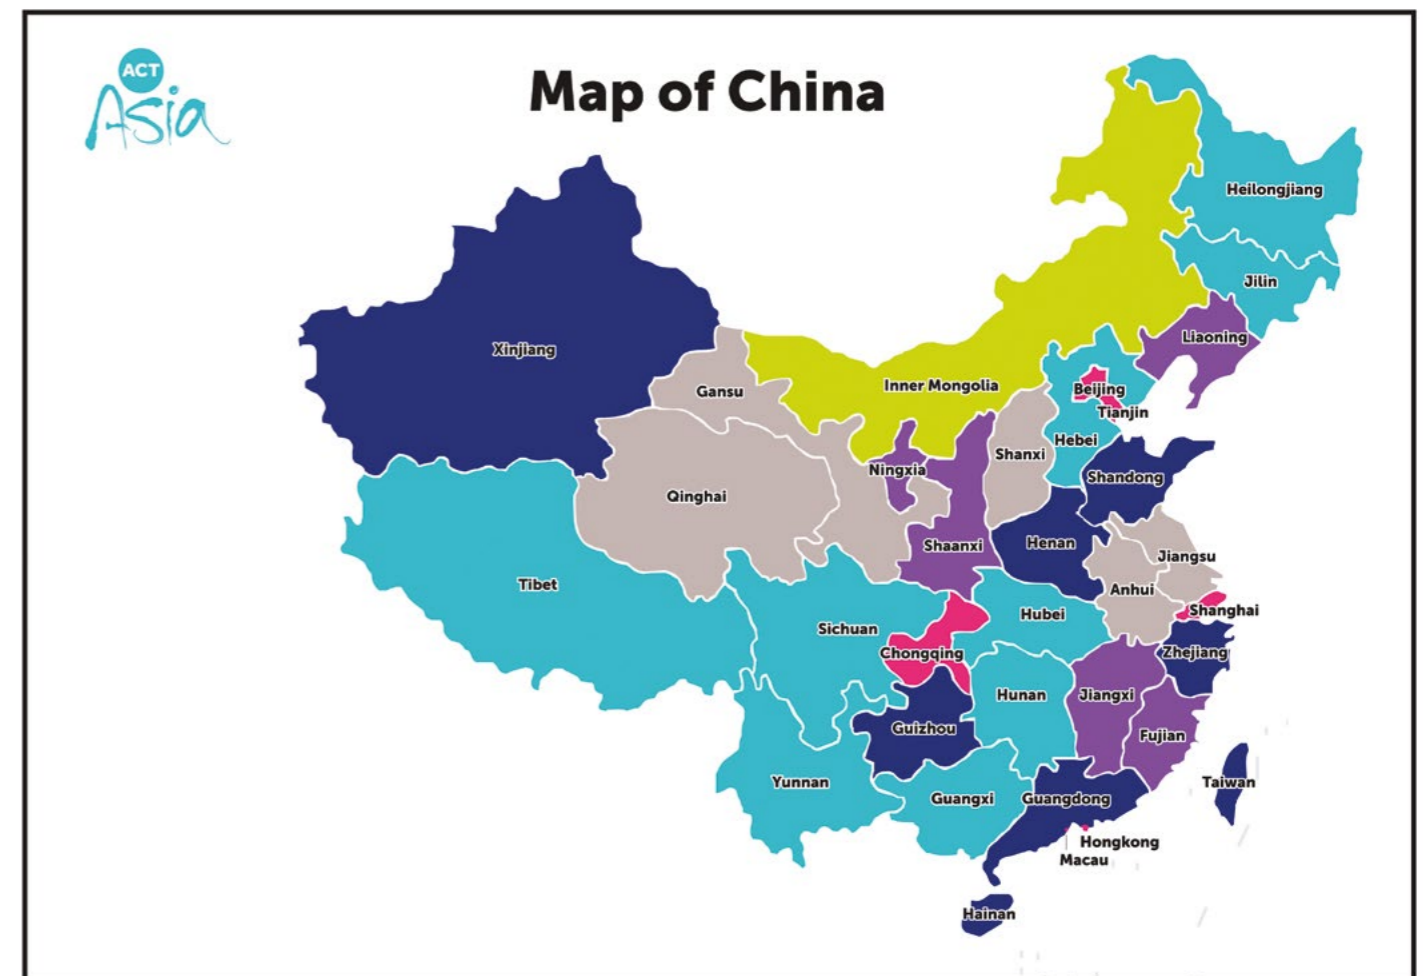 ACT
Asia
Map of China
Heilongjiang
Jilin
Liaoning
Xinjiang
Gansu
Inner Mongolia
Beijing
Tianjin
Hebei
Shanxi
Ningxia
Shandong
Qinghai
Shaanxi
Henan
Jiangsu
Tibet
Anhui
Sichuan
Hubei
Shanghai
Chongqing
Zhejiang
Hunan
Jiangxi
Guizhou
Fujian
Yunnan
Guangxi
Guangdong
Taiwan
Hongkong
Macau
Hainan